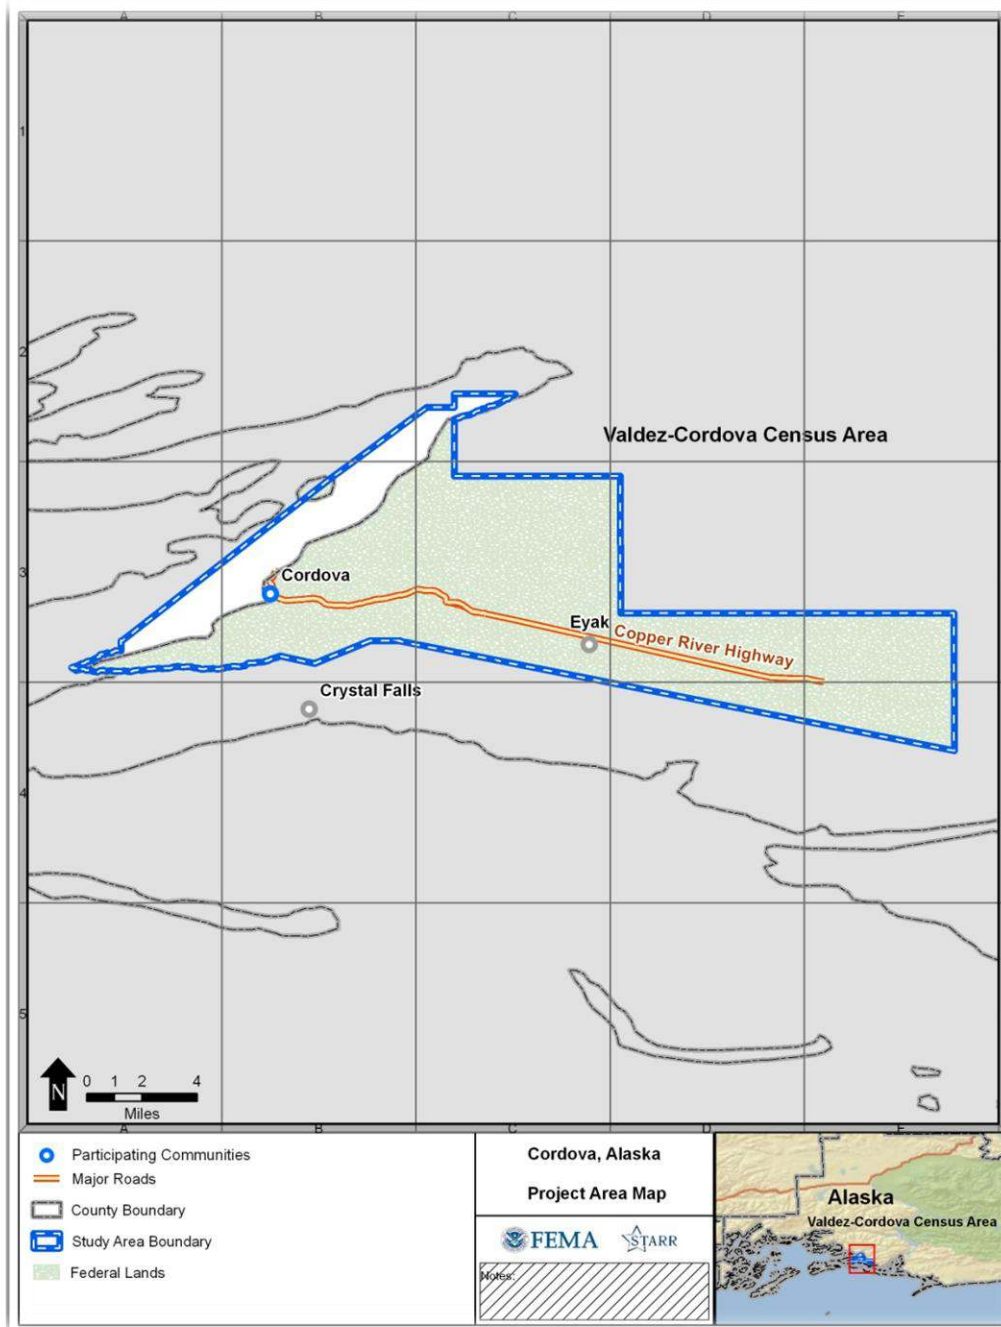 A B C D E
1
2
3
4
5
Valdez-Cordova Census Area
Cordova
Eyak
Copper River Highway
Crystal Falls
N
0 1 2 4
Miles
A B C D E
Participating Communities
Major Roads
County Boundary
Study Area Boundary
Federal Lands
Cordova, Alaska
Project Area Map
FEMA
STARR
Notes:
Alaska
Valdez-Cordova Census Area